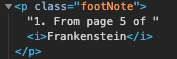 ▼<p class="footNote">
"1. From page 5 of "
<i>Frankenstein</i>
</p>